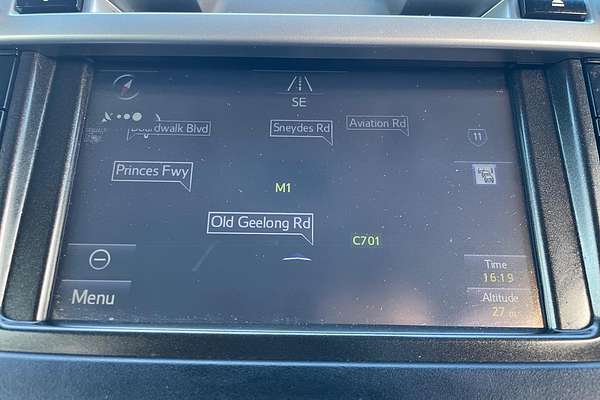 SE
Boardwalk Blvd
Sneydes Rd
Aviation Rd
11
Princes Fwy
M1
Old Geelong Rd
C701
Time
16:19
Menu
Altitude
27 m